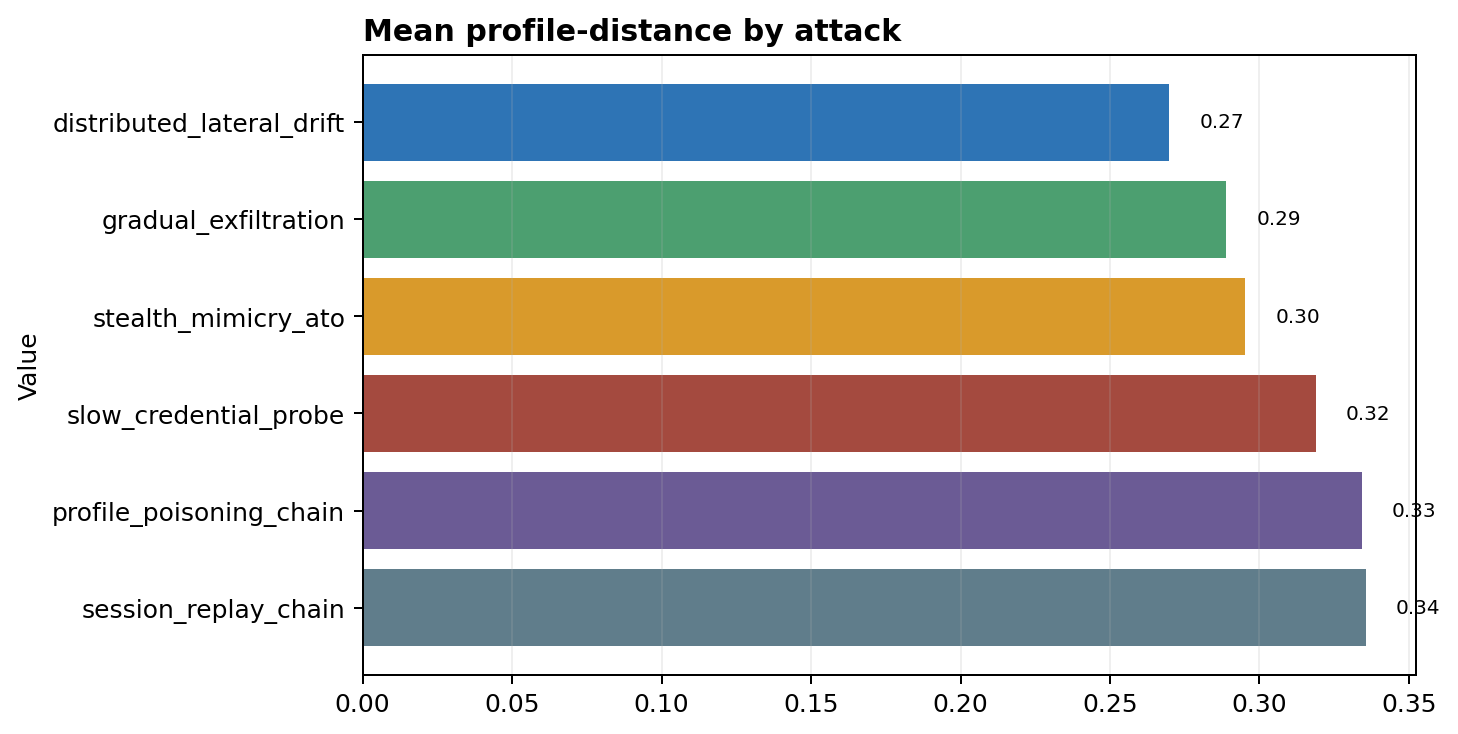 Mean profile-distance by attack
distributed_lateral_drift
0.27
gradual_exfiltration
0.29
stealth_mimicry_ato
0.30
Value
slow_credential_probe
0.32
profile_poisoning_chain
0.33
session_replay_chain
0.34
0.00 0.05 0.10 0.15 0.20 0.25 0.30 0.35